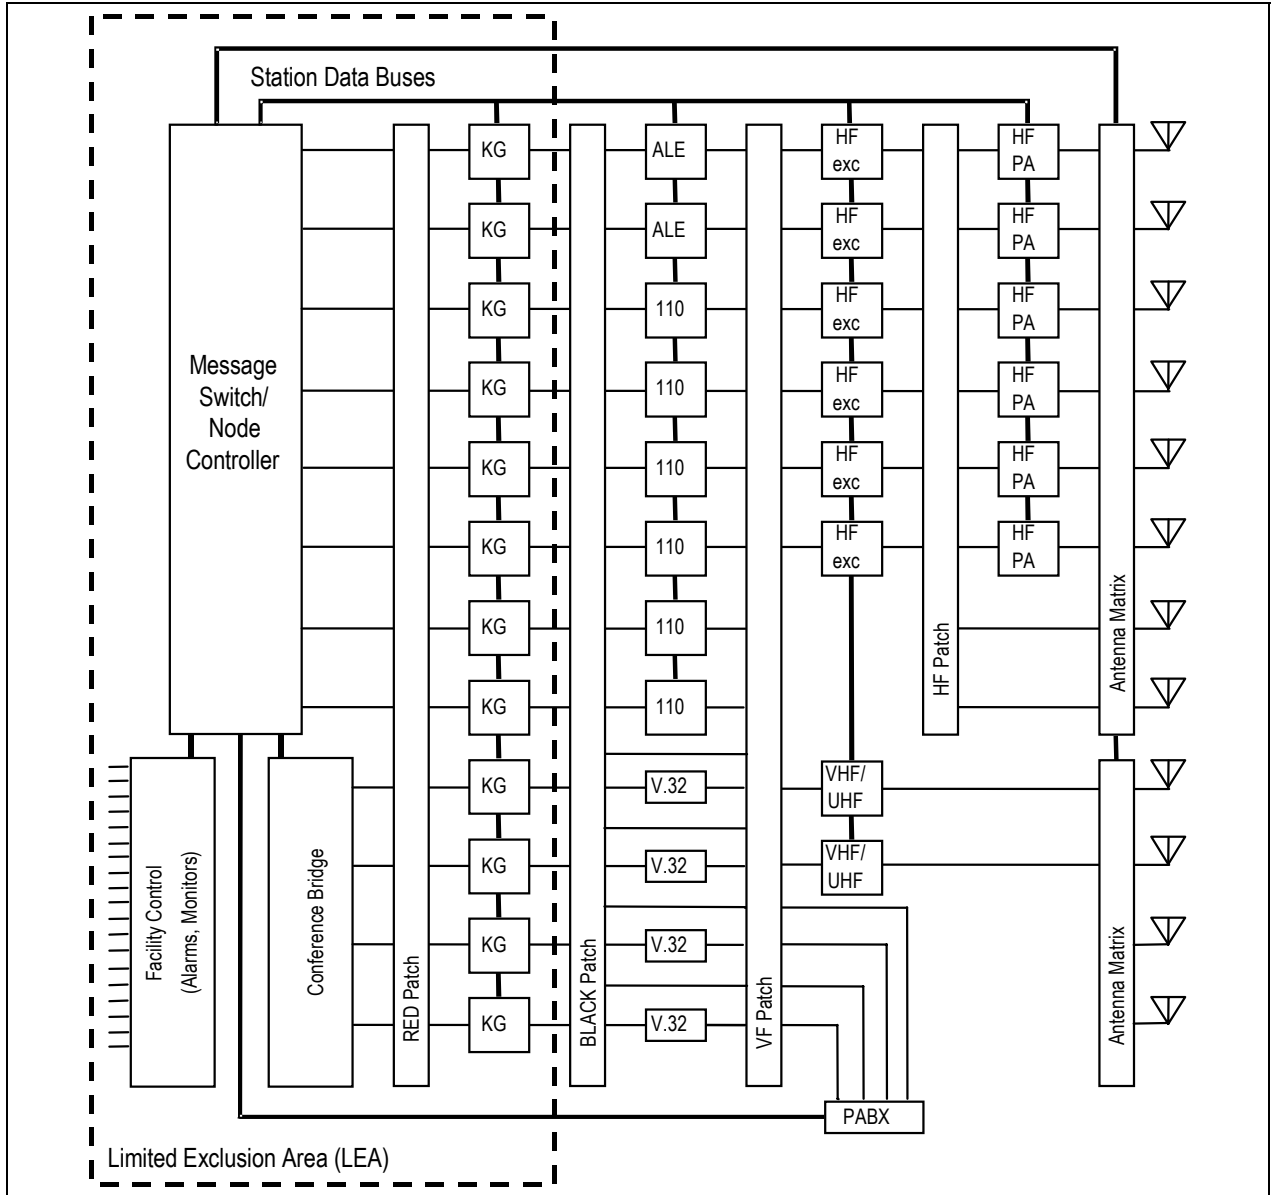 Station Data Buses
KG
ALE
HF
exc
HF
PA
KG
ALE
HF
exc
HF
PA
KG
110
HF
exc
HF
PA
Message
Switch/
Node
Controller
KG
110
HF
exc
HF
PA
KG
110
HF
exc
HF
PA
KG
110
HF
exc
HF
PA
KG
110
KG
110
HF Patch
Antenna Matrix
KG
V.32
VHF/
UHF
KG
V.32
VHF/
UHF
Facility Control
(Alarms, Monitors)
Conference Bridge
RED Patch
KG
BLACK Patch
V.32
VF Patch
Antenna Matrix
KG
V.32
PABX
Limited Exclusion Area (LEA)